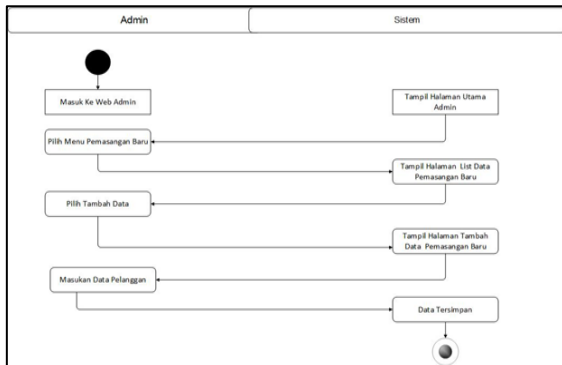 Admin
Sistem
Masuk Ke Web Admin
Tampil Halaman Utama
Admin
Pilih Menu Pemasangan Baru
Tampil Halaman List Data
Pemasangan Baru
Pilih Tambah Data
Tampil Halaman Tambah
Data Pemasangan Baru
Masukan Data Pelanggan
Data Tersimpan